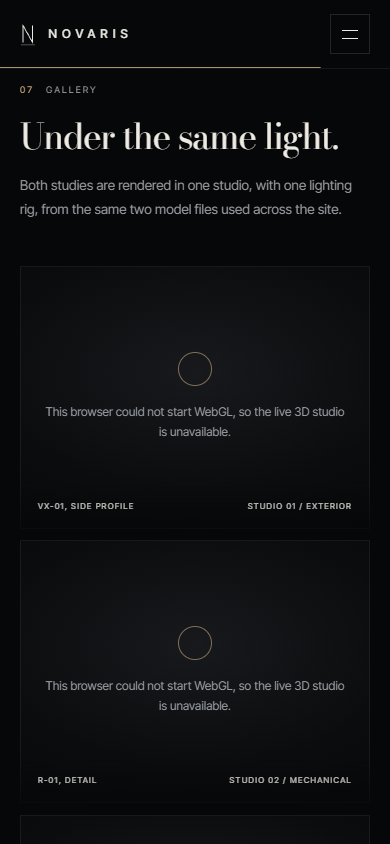 NOVARIS
07 GALLERY
Under the same light.
Both studies are rendered in one studio, with one lighting
rig, from the same two model files used across the site.
This browser could not start WebGL, so the live 3D studio
is unavailable.
VX-01, SIDE PROFILE STUDIO 01 / EXTERIOR
This browser could not start WebGL, so the live 3D studio
is unavailable.
R-01, DETAIL STUDIO 02 / MECHANICAL